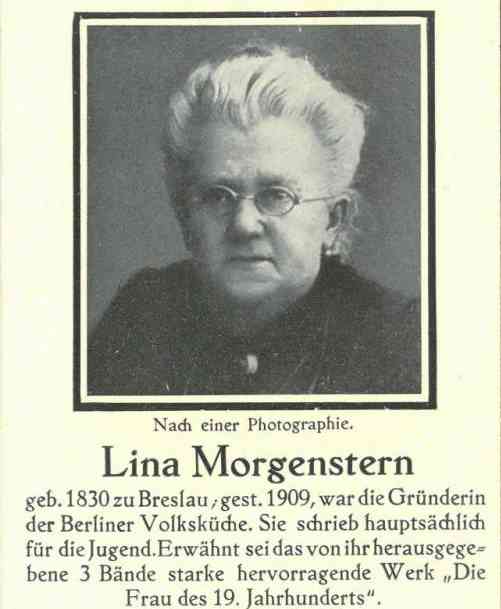 Nach einer Photographie.
Lina Morgenstern
geb. 1830 zu Breslau, gest. 1909, war die Gründerin
der Berliner Volksküche. Sie schrieb hauptsächlich
für die Jugend. Erwähnt sei das von ihr herausgege=
bene 3 Bände starke hervorragende Werk „Die
Frau des 19. Jahrhunderts".